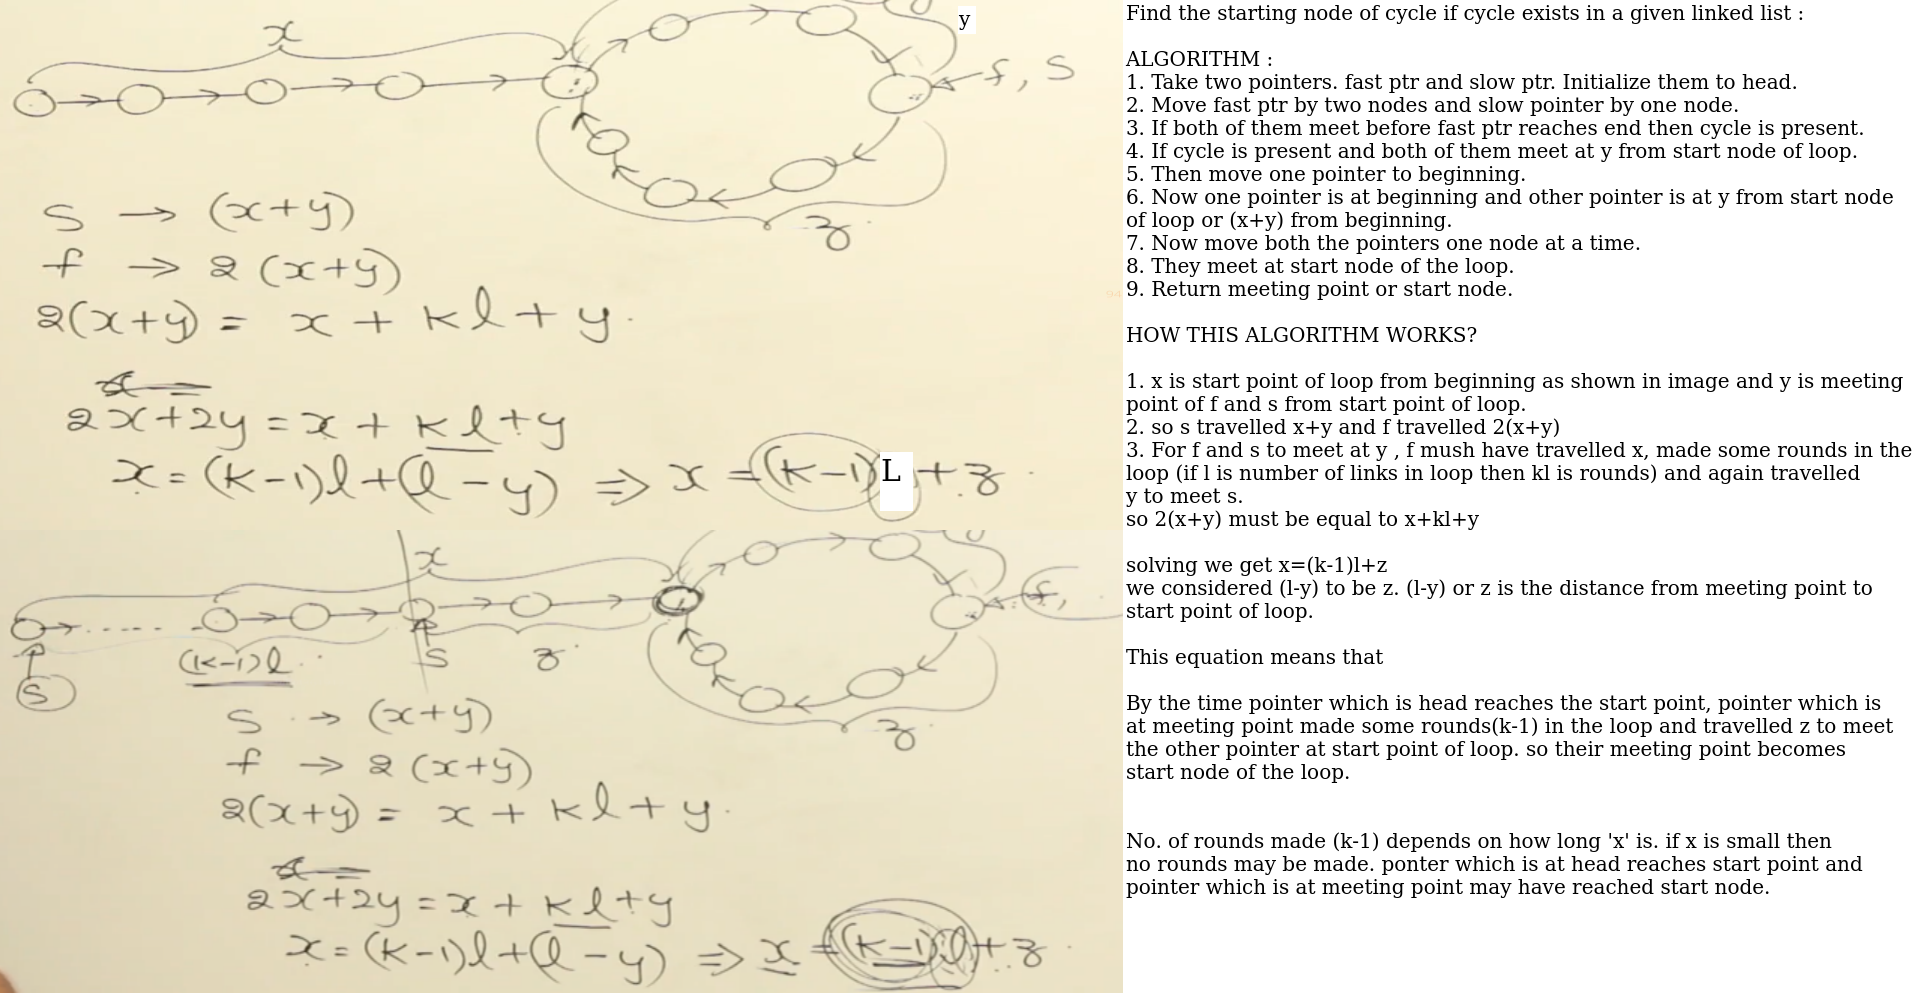 x
y
f, s
z
s → (x+y)
f → 2 (x+y)
2(x+y) = x + kl + y.
2x+2y = x + kl+y
x = (k-1)l+(l-y) ⇒ x = (k-1)L+z
x
f,
(k-1)l
s
z
s
z
s → (x+y)
f → 2 (x+y)
2(x+y) = x + kl + y.
2x+2y = x + kl+y
x = (k-1)l+(l-y) ⇒ x = (k-1)l+z
Find the starting node of cycle if cycle exists in a given linked list :
ALGORITHM :
1. Take two pointers. fast ptr and slow ptr. Initialize them to head.
2. Move fast ptr by two nodes and slow pointer by one node.
3. If both of them meet before fast ptr reaches end then cycle is present.
4. If cycle is present and both of them meet at y from start node of loop.
5. Then move one pointer to beginning.
6. Now one pointer is at beginning and other pointer is at y from start node
of loop or (x+y) from beginning.
7. Now move both the pointers one node at a time.
8. They meet at start node of the loop.
9. Return meeting point or start node.
HOW THIS ALGORITHM WORKS?
1. x is start point of loop from beginning as shown in image and y is meeting
point of f and s from start point of loop.
2. so s travelled x+y and f travelled 2(x+y)
3. For f and s to meet at y , f mush have travelled x, made some rounds in the
loop (if l is number of links in loop then kl is rounds) and again travelled
y to meet s.
so 2(x+y) must be equal to x+kl+y
solving we get x=(k-1)l+z
we considered (l-y) to be z. (l-y) or z is the distance from meeting point to
start point of loop.
This equation means that
By the time pointer which is head reaches the start point, pointer which is
at meeting point made some rounds(k-1) in the loop and travelled z to meet
the other pointer at start point of loop. so their meeting point becomes
start node of the loop.
No. of rounds made (k-1) depends on how long 'x' is. if x is small then
no rounds may be made. ponter which is at head reaches start point and
pointer which is at meeting point may have reached start node.